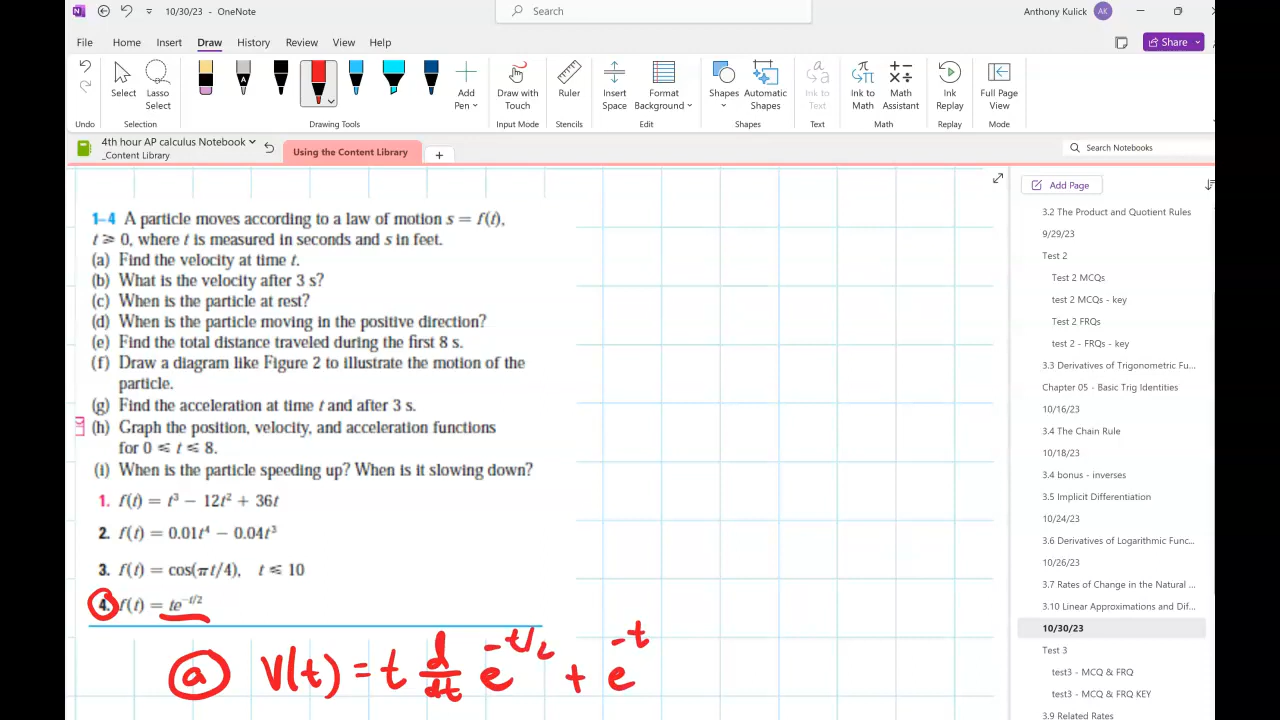 10/30/23 - OneNote
Search
Anthony Kulick
AK
File Home Insert Draw History Review View Help
Share
Select
Lasso Select
Add Pen
Draw with Touch
Ruler
Insert Space
Format Background
Shapes
Automatic Shapes
Ink to Text
Ink to Math
Math Assistant
Ink Replay
Full Page View
Undo
Selection
Drawing Tools
Input Mode
Stencils
Edit
Shapes
Text
Math
Replay
Mode
4th hour AP calculus Notebook
_Content Library
Using the Content Library
Search Notebooks
1–4 A particle moves according to a law of motion s = f(t),
t ⩾ 0, where t is measured in seconds and s in feet.
(a) Find the velocity at time t.
(b) What is the velocity after 3 s?
(c) When is the particle at rest?
(d) When is the particle moving in the positive direction?
(e) Find the total distance traveled during the first 8 s.
(f) Draw a diagram like Figure 2 to illustrate the motion of the
particle.
(g) Find the acceleration at time t and after 3 s.
(h) Graph the position, velocity, and acceleration functions
for 0 ⩽ t ⩽ 8.
(i) When is the particle speeding up? When is it slowing down?
1. f(t) = t³ − 12t² + 36t
2. f(t) = 0.01t⁴ − 0.04t³
3. f(t) = cos(πt/4), t ⩽ 10
4. f(t) = te^(−t/2)
a v(t) = t d/dt e^(-t/2) + e^(-t)
Add Page
3.2 The Product and Quotient Rules
9/29/23
Test 2
Test 2 MCQs
test 2 MCQs - key
Test 2 FRQs
test 2 - FRQs - key
3.3 Derivatives of Trigonometric Fu...
Chapter 05 - Basic Trig Identities
10/16/23
3.4 The Chain Rule
10/18/23
3.4 bonus - inverses
3.5 Implicit Differentiation
10/24/23
3.6 Derivatives of Logarithmic Func...
10/26/23
3.7 Rates of Change in the Natural ...
3.10 Linear Approximations and Dif...
10/30/23
Test 3
test3 - MCQ & FRQ
test3 - MCQ & FRQ KEY
3.9 Related Rates